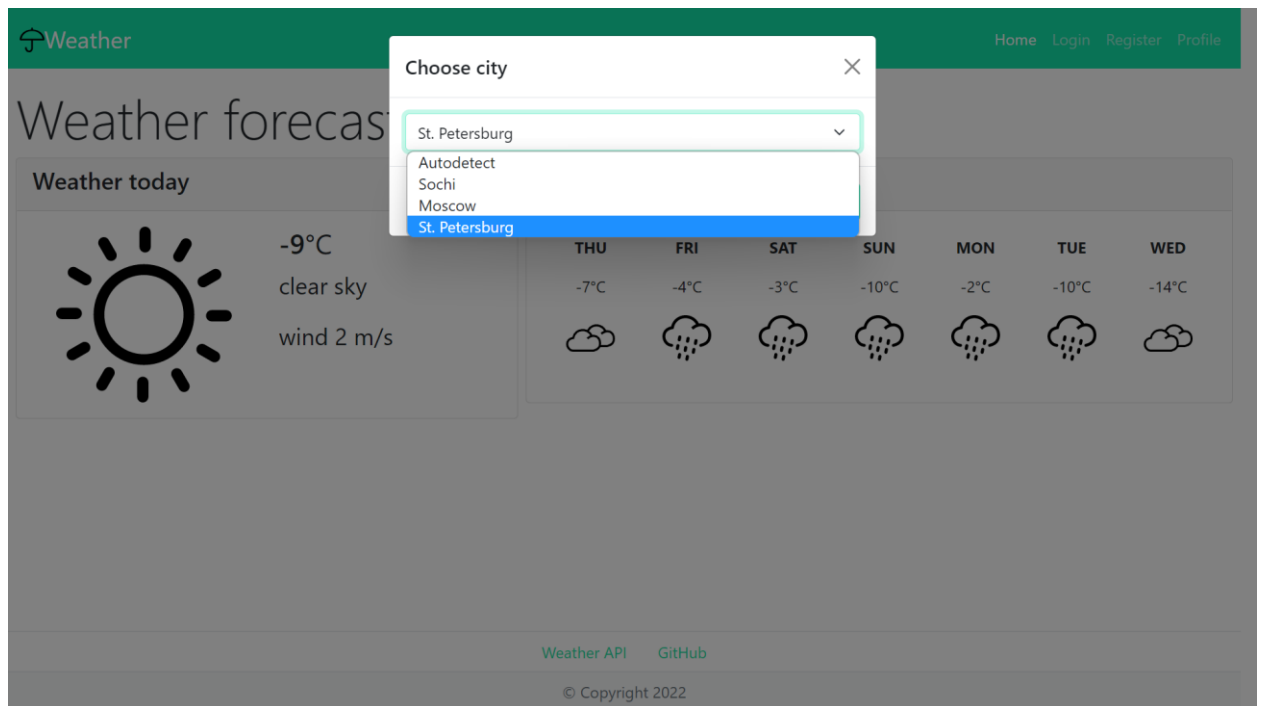 Weather
Home Login Register Profile
Choose city
Weather forecas
St. Petersburg
Autodetect
Sochi
Moscow
St. Petersburg
Weather today
-9°C
clear sky
wind 2 m/s
THU FRI SAT SUN MON TUE WED
-7°C -4°C -3°C -10°C -2°C -10°C -14°C
Weather API GitHub
© Copyright 2022